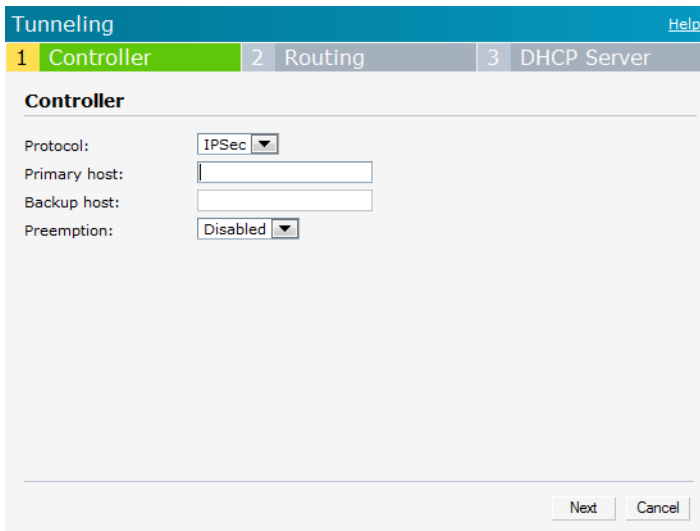 Tunneling Help
1 Controller 2 Routing 3 DHCP Server
Controller
Protocol: IPSec
Primary host:
Backup host:
Preemption: Disabled
Next Cancel